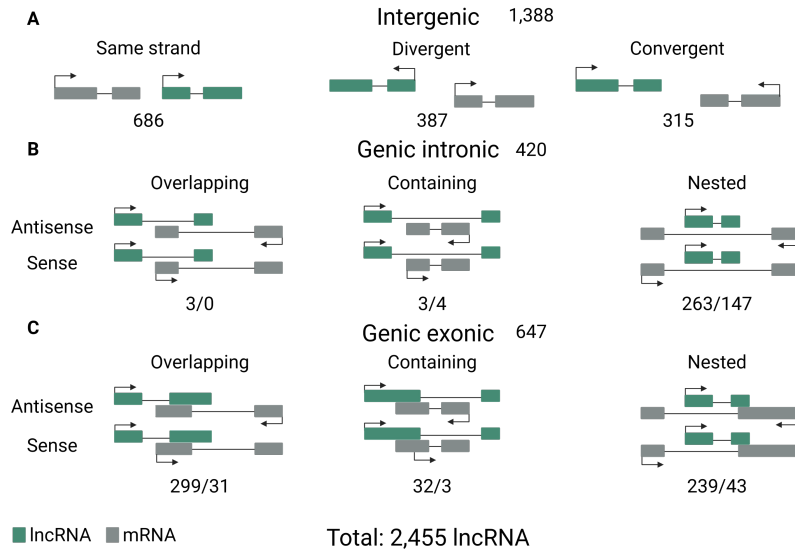 A Intergenic 1,388
Same strand Divergent Convergent
686 387 315
B Genic intronic 420
Overlapping Containing Nested
Antisense
Sense
3/0 3/4 263/147
C Genic exonic 647
Overlapping Containing Nested
Antisense
Sense
299/31 32/3 239/43
lncRNA mRNA Total: 2,455 lncRNA